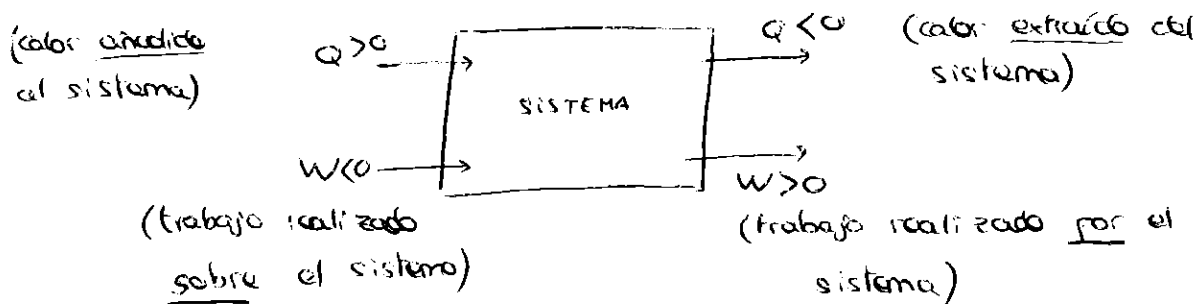 (calor añadido
al sistema)
Q>0
Q<0
(calor extraído del
sistema)
SISTEMA
W<0
W>0
(trabajo realizado
sobre el sistema)
(trabajo realizado por el
sistema)